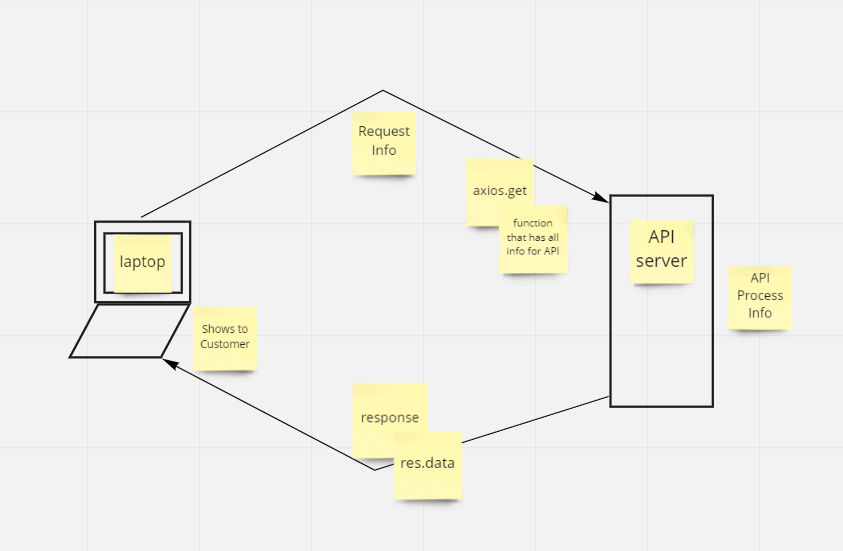 Request
Info
axios.get
function
that has all
info for API
API
server
laptop
API
Process
Info
Shows to
Customer
response
res.data